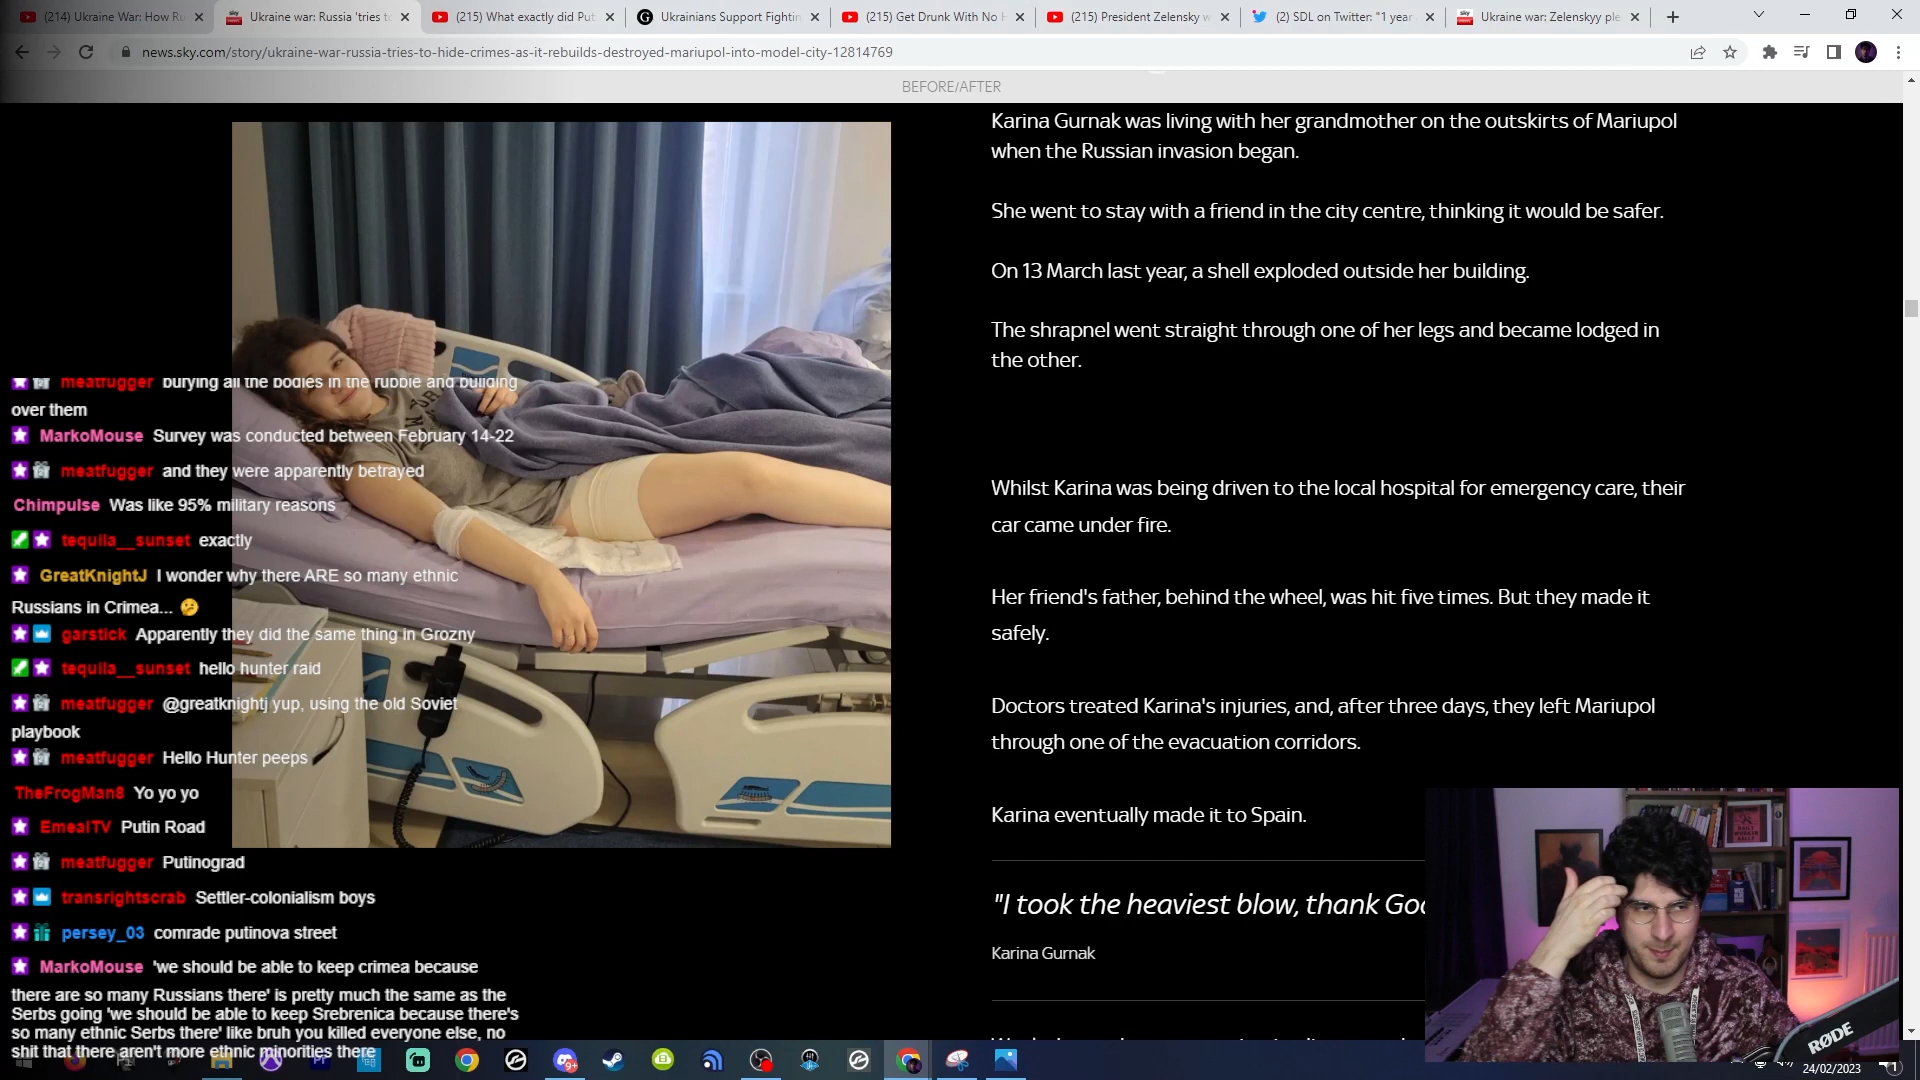 (214) Ukraine War: How Ru
Ukraine war: Russia 'tries to
(215) What exactly did Put
Ukrainians Support Fightin
(215) Get Drunk With No H
(215) President Zelensky w
(2) SDL on Twitter: "1 year
Ukraine war: Zelenskyy ple
news.sky.com/story/ukraine-war-russia-tries-to-hide-crimes-as-it-rebuilds-destroyed-mariupol-into-model-city-12814769
BEFORE/AFTER
Karina Gurnak was living with her grandmother on the outskirts of Mariupol
when the Russian invasion began.
She went to stay with a friend in the city centre, thinking it would be safer.
On 13 March last year, a shell exploded outside her building.
The shrapnel went straight through one of her legs and became lodged in
the other.
Whilst Karina was being driven to the local hospital for emergency care, their
car came under fire.
Her friend's father, behind the wheel, was hit five times. But they made it
safely.
Doctors treated Karina's injuries, and, after three days, they left Mariupol
through one of the evacuation corridors.
Karina eventually made it to Spain.
"I took the heaviest blow, thank Go
Karina Gurnak
meatfugger burying all the bodies in the rubble and building
over them
MarkoMouse Survey was conducted between February 14-22
meatfugger and they were apparently betrayed
Chimpulse Was like 95% military reasons
tequila__sunset exactly
GreatKnightJ I wonder why there ARE so many ethnic
Russians in Crimea... 🤔
garstick Apparently they did the same thing in Grozny
tequila__sunset hello hunter raid
meatfugger @greatknightj yup, using the old Soviet
playbook
meatfugger Hello Hunter peeps
TheFrogMan8 Yo yo yo
EmealTV Putin Road
meatfugger Putinograd
transrightscrab Settler-colonialism boys
persey_03 comrade putinova street
MarkoMouse 'we should be able to keep crimea because
there are so many Russians there' is pretty much the same as the
Serbs going 'we should be able to keep Srebrenica because there's
so many ethnic Serbs there' like bruh you killed everyone else, no
shit that there aren't more ethnic minorities there
RØDE
24/02/2023